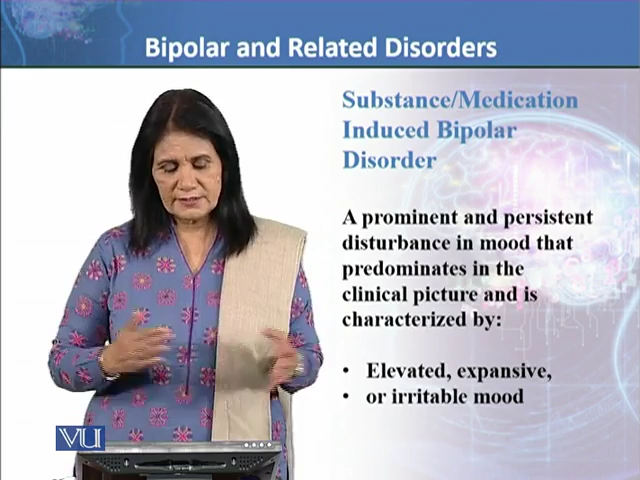 Bipolar and Related Disorders
Substance/Medication
Induced Bipolar
Disorder
A prominent and persistent
disturbance in mood that
predominates in the
clinical picture and is
characterized by:
• Elevated, expansive,
• or irritable mood
VU